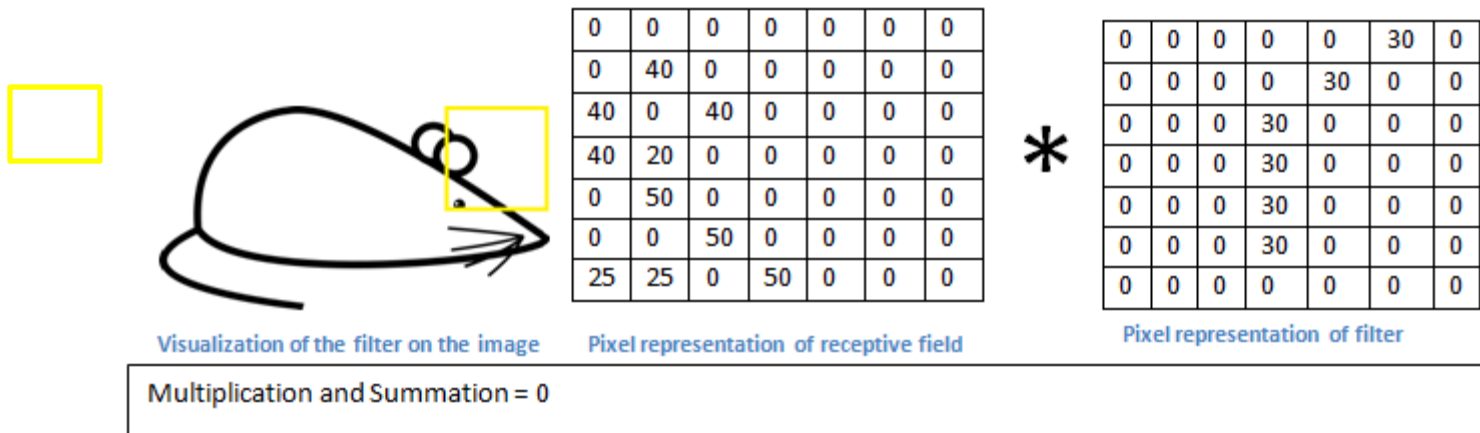 0 0 0 0 0 0 0
0 40 0 0 0 0 0
40 0 40 0 0 0 0
40 20 0 0 0 0 0
0 50 0 0 0 0 0
0 0 50 0 0 0 0
25 25 0 50 0 0 0
*
0 0 0 0 0 30 0
0 0 0 0 30 0 0
0 0 0 30 0 0 0
0 0 0 30 0 0 0
0 0 0 30 0 0 0
0 0 0 30 0 0 0
0 0 0 0 0 0 0
Visualization of the filter on the image
Pixel representation of receptive field
Pixel representation of filter
Multiplication and Summation = 0